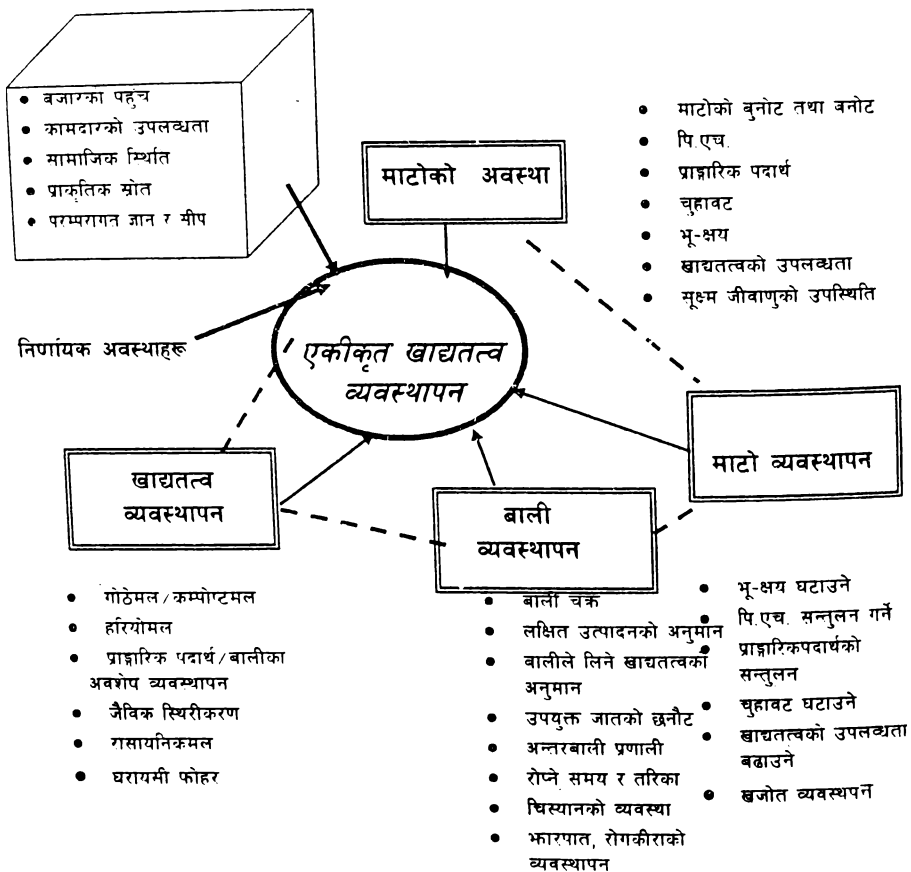 बजारको पहुंच
कामदारको उपलब्धता
सामाजिक स्थिति
प्राकृतिक स्रोत
परम्परागत ज्ञान र सीप
माटोको अवस्था
माटोको बुनोट तथा बनोट
पि.एच.
प्राङ्गारिक पदार्थ
चुहावट
भू-क्षय
खाद्यतत्वको उपलब्धता
सूक्ष्म जीवाणुको उपस्थिति
निर्णायक अवस्थाहरू
एकीकृत खाद्यतत्व
व्यवस्थापन
खाद्यतत्व
व्यवस्थापन
बाली
व्यवस्थापन
माटो व्यवस्थापन
गोठेमल/कम्पोष्टमल
हरियोमल
प्राङ्गारिक पदार्थ/बालीका
अवशेष व्यवस्थापन
जैविक स्थिरीकरण
रासायनिकमल
घरायसी फोहर
बाली चक्र
लक्षित उत्पादनको अनुमान
बालीले लिने खाद्यतत्वको
अनुमान
उपयुक्त जातको छनौट
अन्तरबाली प्रणाली
रोप्ने समय र तरिका
चिस्यानको व्यवस्था
झारपात, रोगकीराको
व्यवस्थापन
भू-क्षय घटाउने
पि.एच. सन्तुलन गर्ने
प्राङ्गारिकपदार्थको
सन्तुलन
चुहावट घटाउने
खाद्यतत्वको उपलब्धता
बढाउने
खजोत व्यवस्थपन